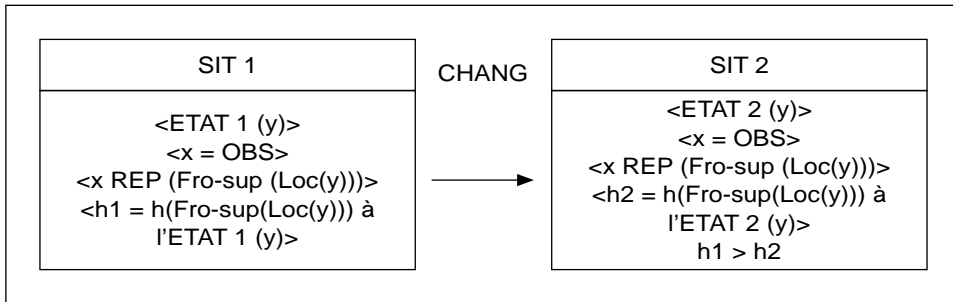 SIT 1
<ETAT 1 (y)>
<x = OBS>
<x REP (Fro-sup (Loc(y)))>
<h1 = h(Fro-sup(Loc(y))) à
l'ETAT 1 (y)>
CHANG
SIT 2
<ETAT 2 (y)>
<x = OBS>
<x REP (Fro-sup (Loc(y)))>
<h2 = h(Fro-sup(Loc(y))) à
l'ETAT 2 (y)>
h1 > h2